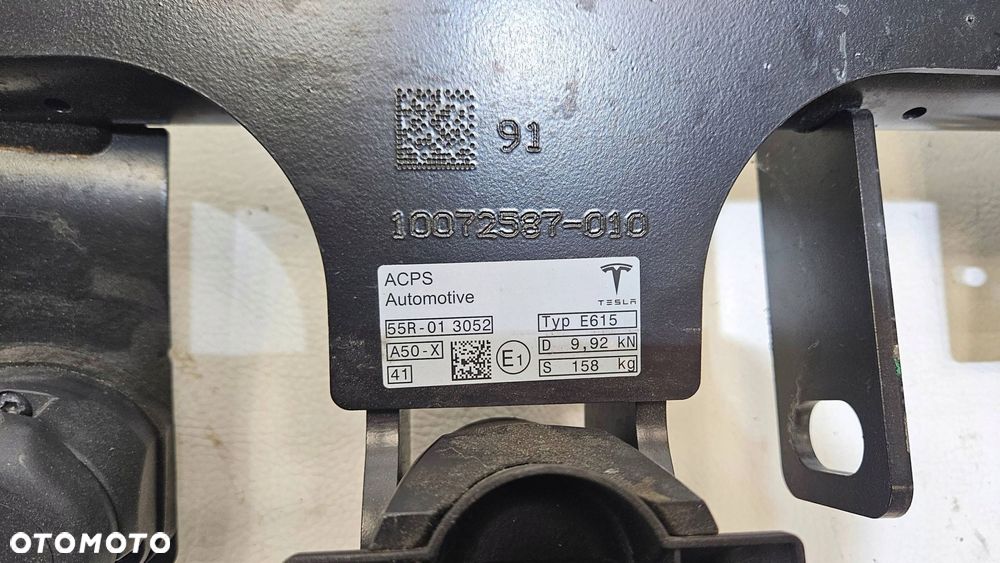 91
10072587-010
ACPS
Automotive
TESLA
55R-01 3052
Typ E615
A50-X
E1
D 9,92 kN
41
S 158 kg
OTOMOTO